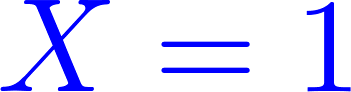 X = 1